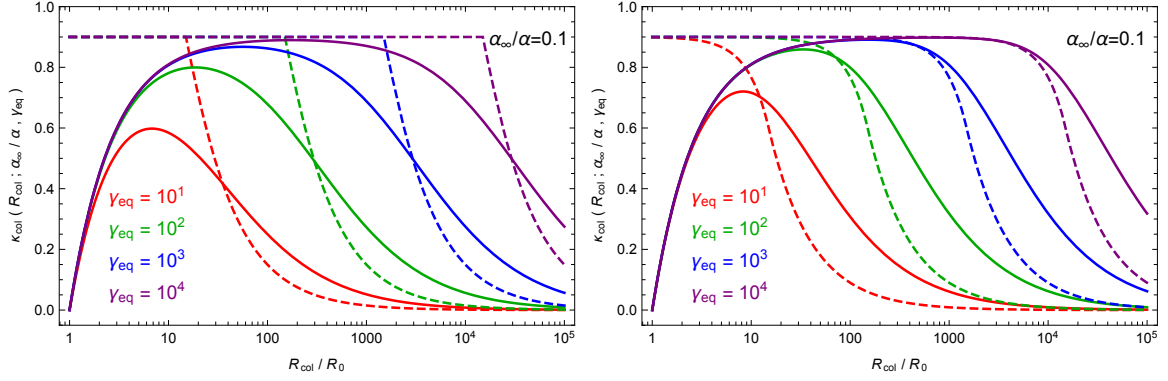 α∞/α=0.1
1.0
0.8
0.6
0.4
0.2
0.0
κcol ( Rcol ; α∞ / α , γeq )
γeq = 10¹
γeq = 10²
γeq = 10³
γeq = 10⁴
1 10 100 1000 10⁴ 10⁵
Rcol / R0
α∞/α=0.1
1.0
0.8
0.6
0.4
0.2
0.0
κcol ( Rcol ; α∞ / α , γeq )
γeq = 10¹
γeq = 10²
γeq = 10³
γeq = 10⁴
1 10 100 1000 10⁴ 10⁵
Rcol / R0